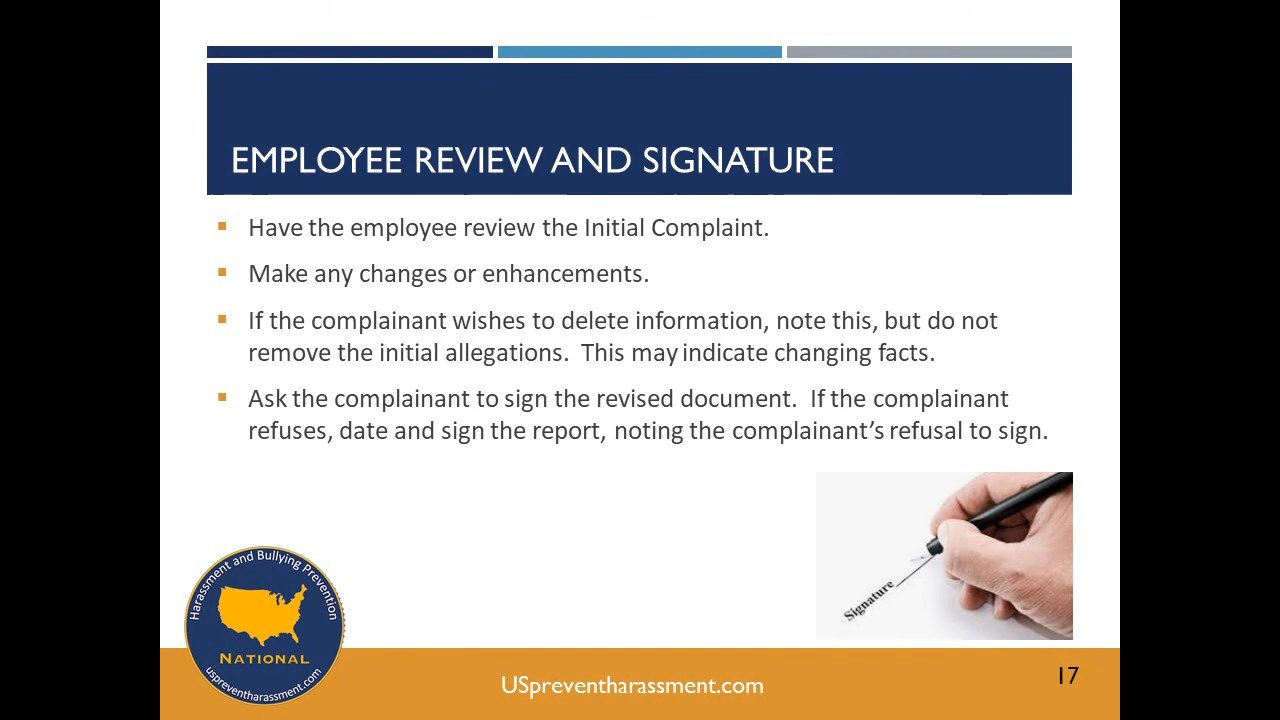 EMPLOYEE REVIEW AND SIGNATURE
Have the employee review the Initial Complaint.
Make any changes or enhancements.
If the complainant wishes to delete information, note this, but do not
remove the initial allegations.  This may indicate changing facts.
Ask the complainant to sign the revised document.  If the complainant
refuses, date and sign the report, noting the complainant’s refusal to sign.
Signature
Harassment and Bullying Prevention
NATIONAL
uspreventharassment.com
USpreventharassment.com
17